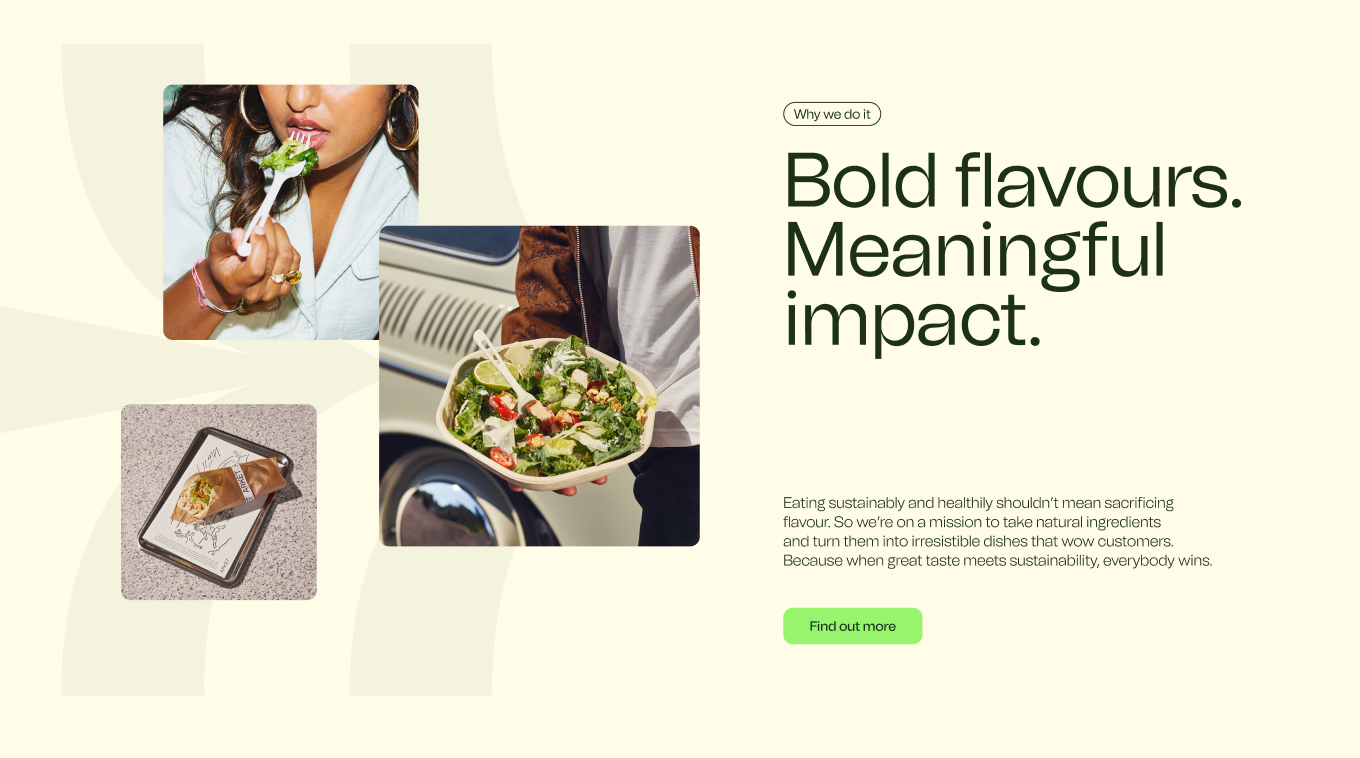 Why we do it
Bold flavours.
Meaningful
impact.
Eating sustainably and healthily shouldn’t mean sacrificing
flavour. So we’re on a mission to take natural ingredients
and turn them into irresistible dishes that wow customers.
Because when great taste meets sustainability, everybody wins.
Find out more